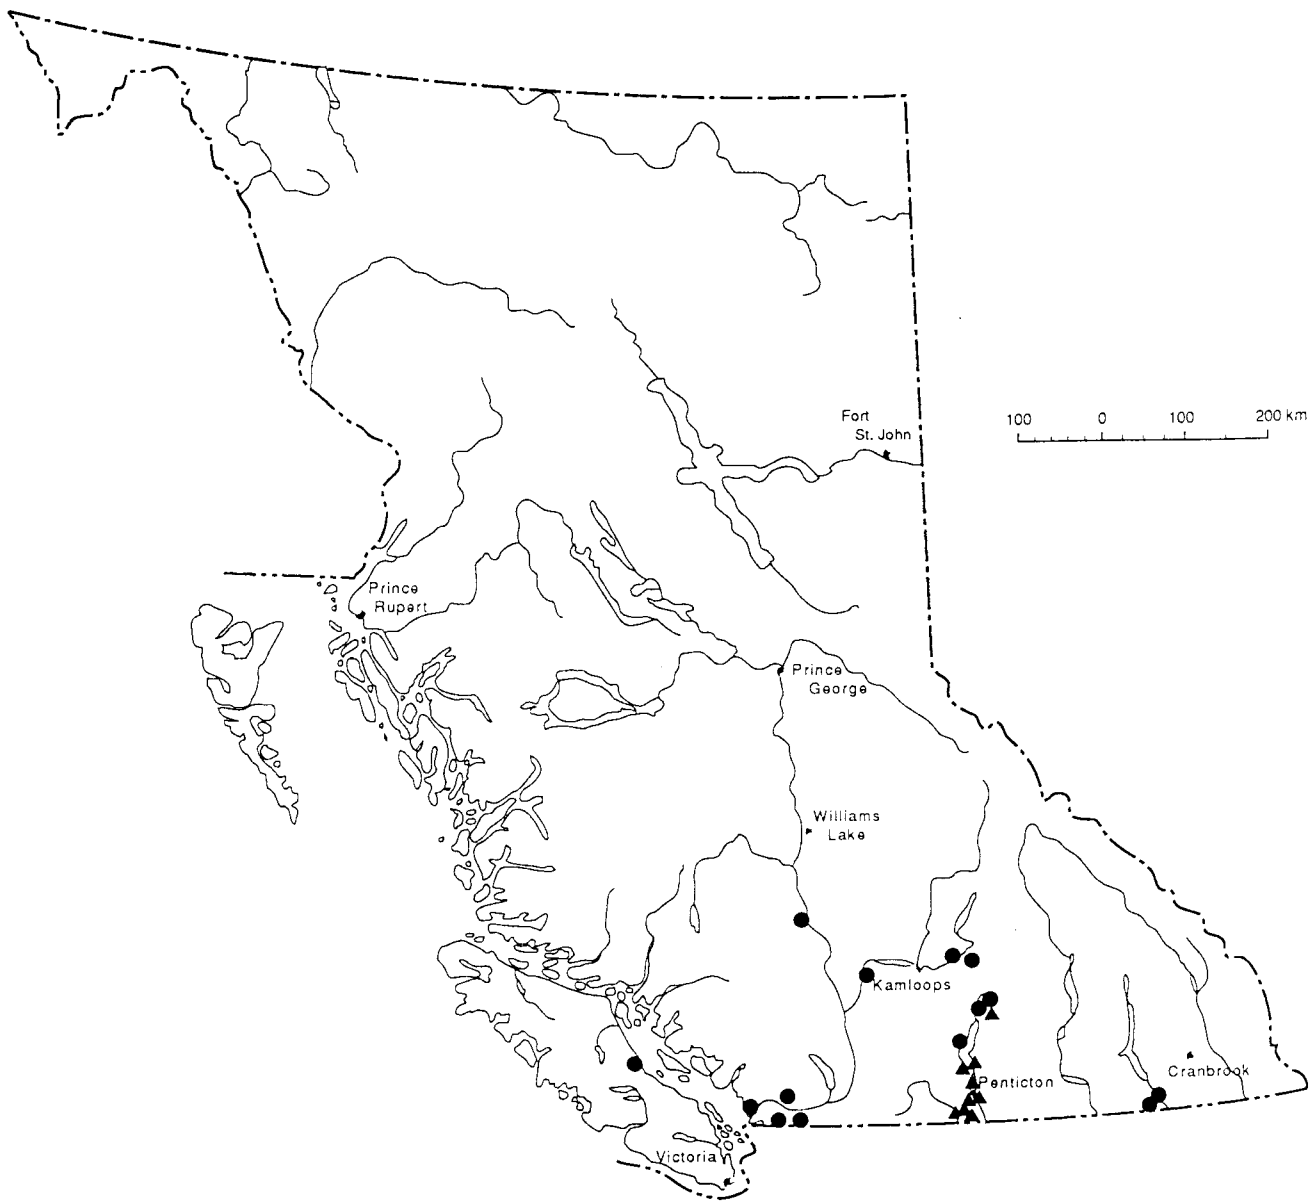 Fort
St. John
100 0 100 200 km
Prince
Rupert
Prince
George
Williams
Lake
Kamloops
Penticton
Cranbrook
Victoria